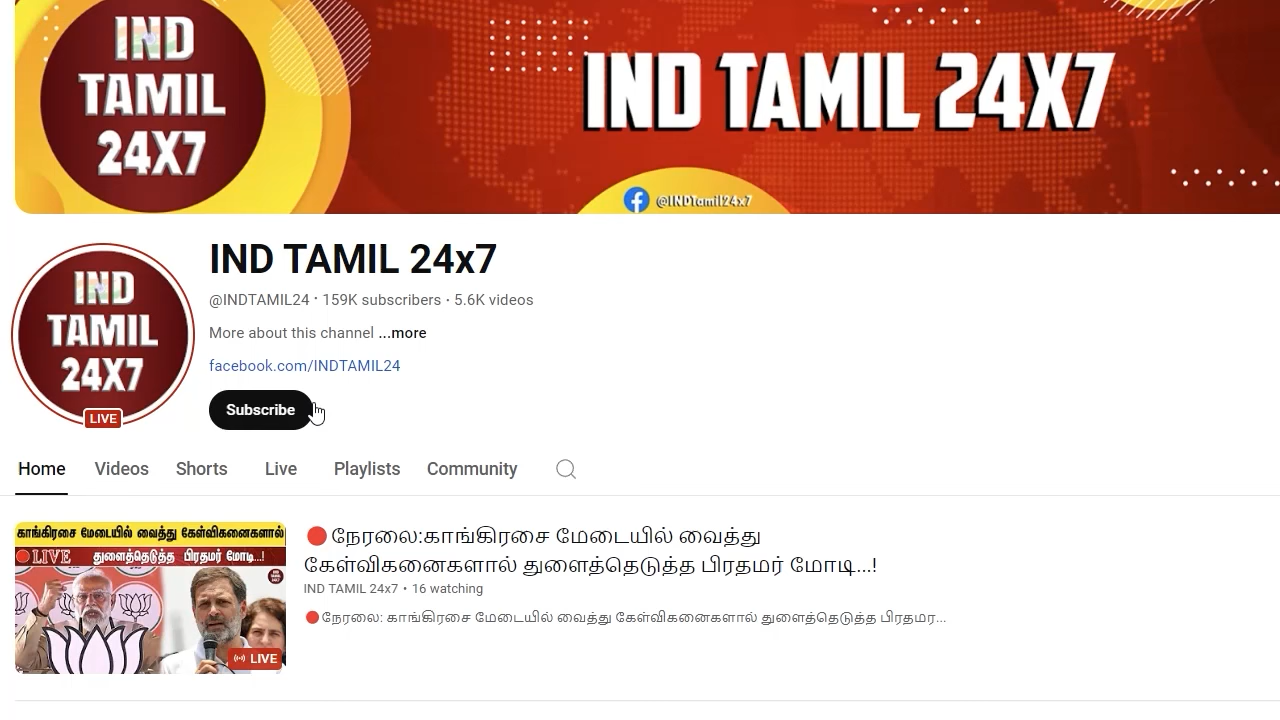 IND
TAMIL
24X7
IND TAMIL 24X7
@INDTamil24x7
IND
TAMIL
24X7
LIVE
IND TAMIL 24x7
@INDTAMIL24 • 159K subscribers • 5.6K videos
More about this channel ...more
facebook.com/INDTAMIL24
Subscribe
Home Videos Shorts Live Playlists Community
காங்கிரசை மேடையில் வைத்து கேள்விகனைகளால்
LIVE துளைத்தெடுத்த பிரதமர் மோடி...!
LIVE
🔴நேரலை:காங்கிரசை மேடையில் வைத்து
கேள்விகனைகளால் துளைத்தெடுத்த பிரதமர் மோடி...!
IND TAMIL 24x7 • 16 watching
🔴நேரலை: காங்கிரசை மேடையில் வைத்து கேள்விகனைகளால் துளைத்தெடுத்த பிரதமர...